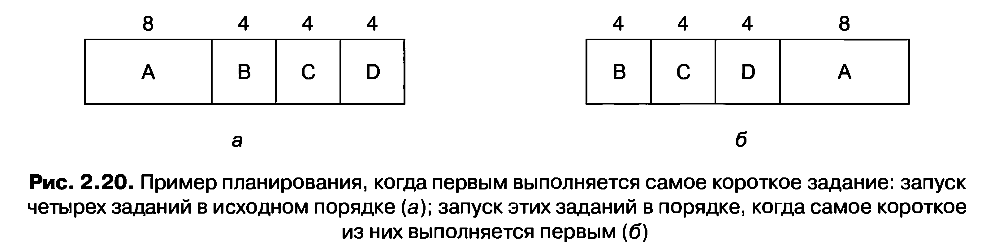 8 4 4 4 4 4 4 8
A B C D B C D A
а б
Рис. 2.20. Пример планирования, когда первым выполняется самое короткое задание: запуск
четырех заданий в исходном порядке (а); запуск этих заданий в порядке, когда самое короткое
из них выполняется первым (б)